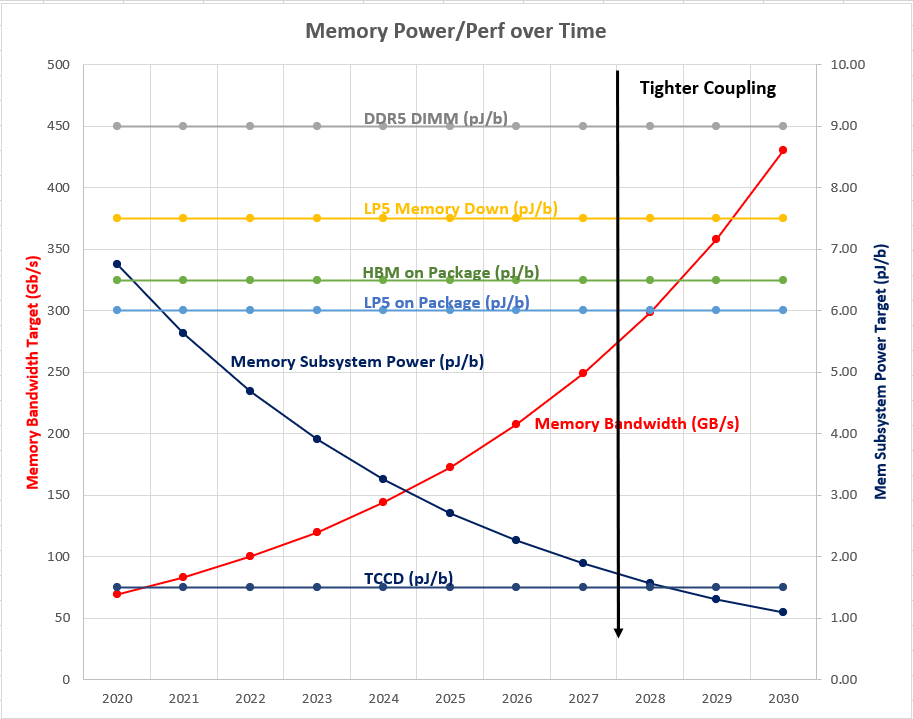 Memory Power/Perf over Time
500
450
400
350
300
250
200
150
100
50
0
10.00
9.00
8.00
7.00
6.00
5.00
4.00
3.00
2.00
1.00
0.00
Memory Bandwidth Target (Gb/s)
Mem Subsystem Power Target (pJ/b)
Tighter Coupling
DDR5 DIMM (pJ/b)
LP5 Memory Down (pJ/b)
HBM on Package (pJ/b)
LP5 on Package (pJ/b)
Memory Subsystem Power (pJ/b)
Memory Bandwidth (GB/s)
TCCD (pJ/b)
2020 2021 2022 2023 2024 2025 2026 2027 2028 2029 2030